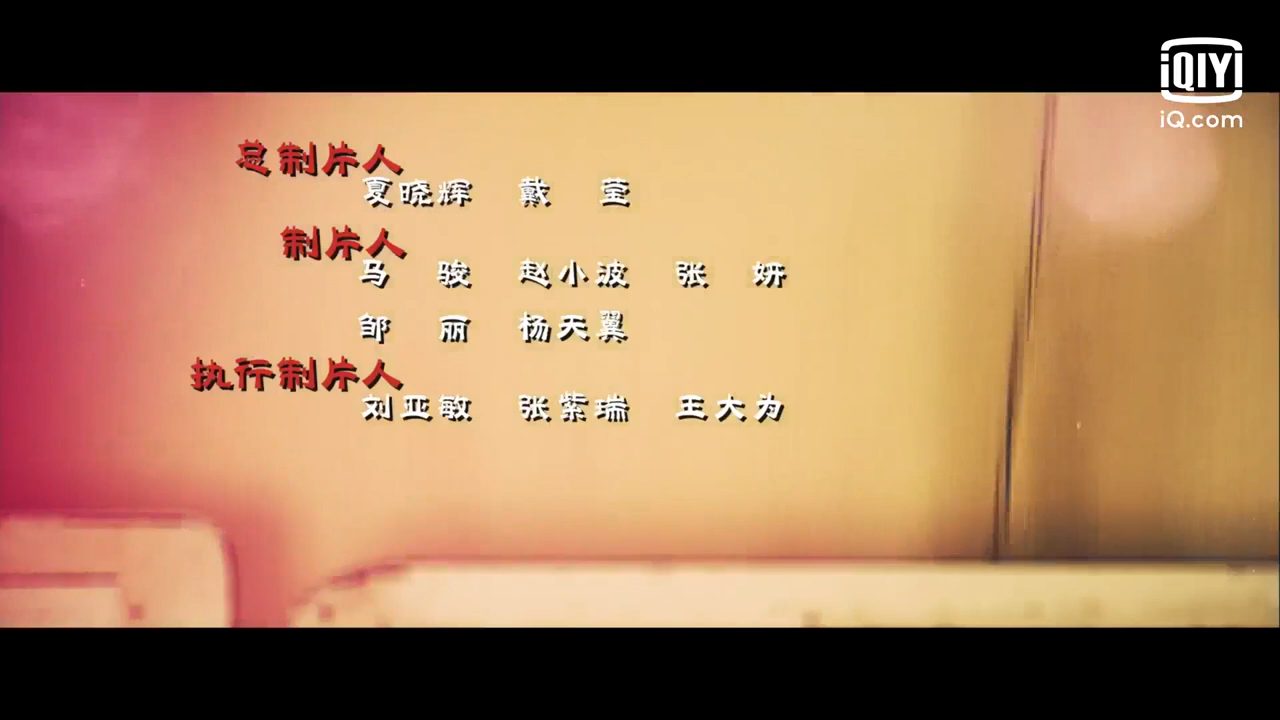 iQIYI
iQ.com
总制片人
夏晓辉 戴 莹
制片人
马 骏 赵小波 张 妍
邹 丽 杨天翼
执行制片人
刘亚敏 张紫瑞 王大为